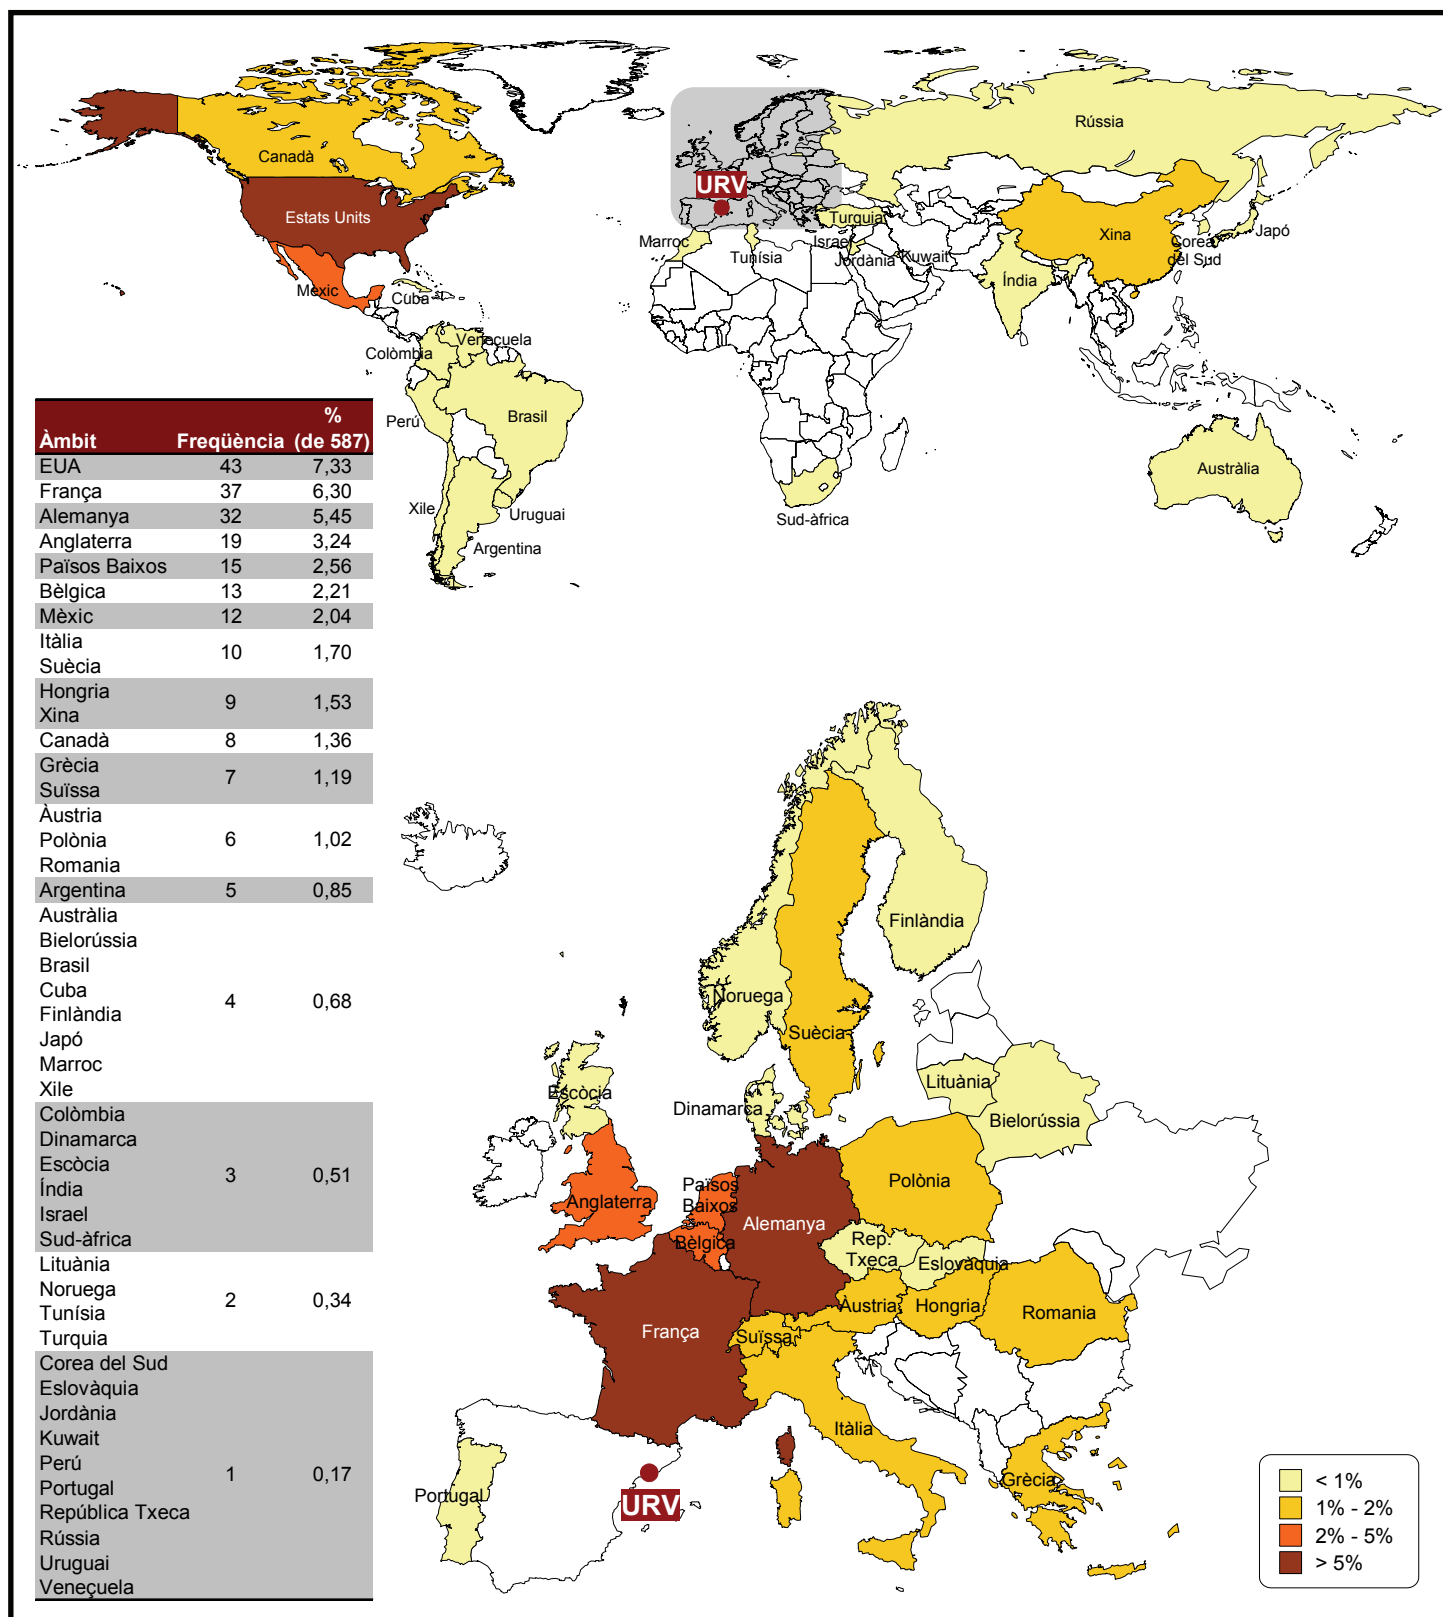 Canadà
Estats Units
Mèxic
Cuba
Veneçuela
Colòmbia
Perú
Brasil
Xile
Uruguai
Argentina
URV
Rússia
Turquia
Marroc
Tunísia
Israel
Jordània
Kuwait
Xina
Corea
del Sud
Japó
Índia
Sud-àfrica
Austràlia
%
Àmbit Freqüència (de 587)
EUA 43 7,33
França 37 6,30
Alemanya 32 5,45
Anglaterra 19 3,24
Països Baixos 15 2,56
Bèlgica 13 2,21
Mèxic 12 2,04
Itàlia
10 1,70
Suècia
Hongria
9 1,53
Xina
Canadà 8 1,36
Grècia
7 1,19
Suïssa
Àustria
Polònia 6 1,02
Romania
Argentina 5 0,85
Austràlia
Bielorússia
Brasil
Cuba
4 0,68
Finlàndia
Japó
Marroc
Xile
Colòmbia
Dinamarca
Escòcia
3 0,51
Índia
Israel
Sud-àfrica
Lituània
Noruega
2 0,34
Tunísia
Turquia
Corea del Sud
Eslovàquia
Jordània
Kuwait
Perú
1 0,17
Portugal
República Txeca
Rússia
Uruguai
Veneçuela
Finlàndia
Noruega
Suècia
Lituània
Bielorússia
Escòcia
Dinamarca
Anglaterra
Països
Baixos
Bèlgica
Alemanya
Polònia
Rep.
Txeca
Eslovàquia
Àustria
Hongria
Romania
França
Suïssa
Itàlia
Grècia
Portugal
URV
< 1%
1% - 2%
2% - 5%
> 5%